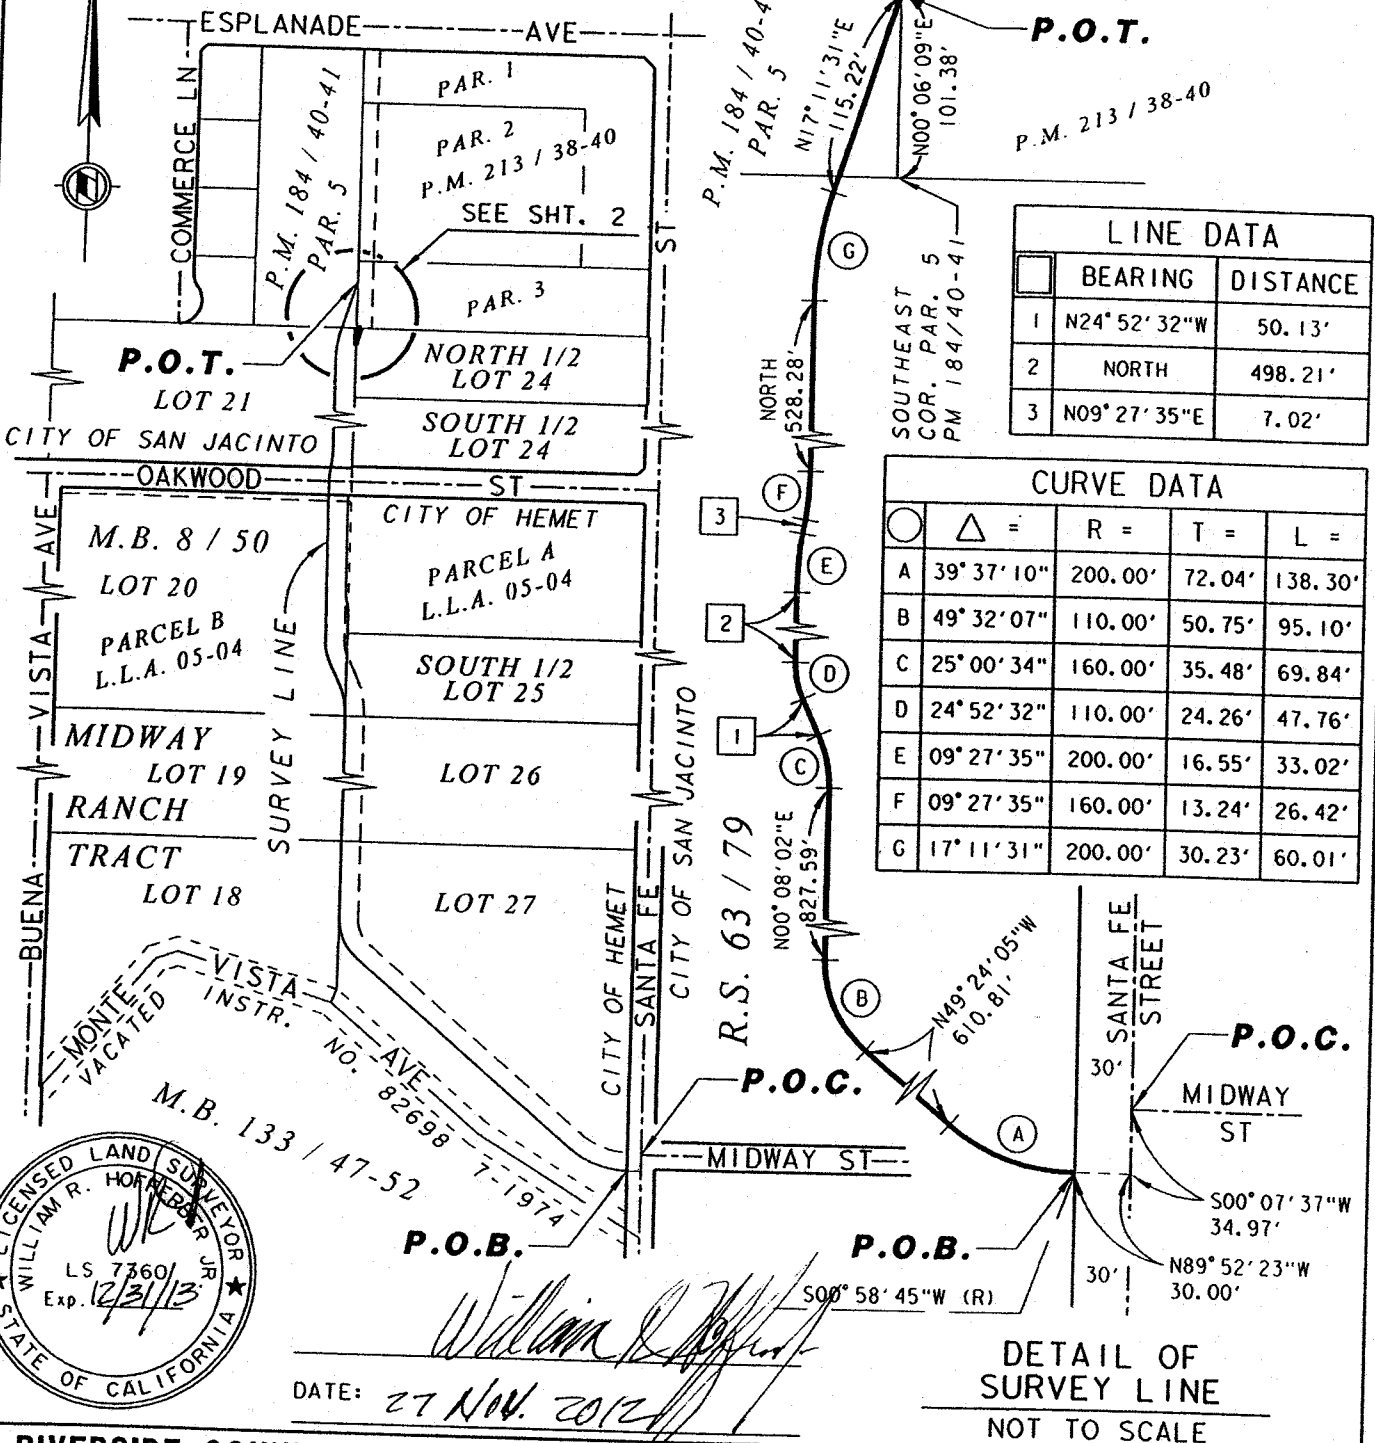 ESPLANADE AVE
COMMERCE LN
P.M. 184 / 40-41
PAR. 5
PAR. 1
PAR. 2
P.M. 213 / 38-40
SEE SHT. 2
PAR. 3
ST
P.O.T.
LOT 21
NORTH 1/2
LOT 24
SOUTH 1/2
LOT 24
CITY OF SAN JACINTO
OAKWOOD ST
CITY OF HEMET
M.B. 8 / 50
LOT 20
PARCEL B
L.L.A. 05-04
PARCEL A
L.L.A. 05-04
SURVEY LINE
SOUTH 1/2
LOT 25
BUENA VISTA AVE
MIDWAY
LOT 19
RANCH
TRACT
LOT 18
LOT 26
LOT 27
CITY OF HEMET
SANTA FE
CITY OF SAN JACINTO
R.S. 63 / 79
MONTE VISTA AVE
VACATED INSTR. NO. 82698 7-1974
M.B. 133 / 47-52
P.O.C.
MIDWAY ST
P.O.B.
P.O.T.
P.M. 184 / 40-4
PAR. 5
N17°11'31"E
115.22'
N00°06'09"E
101.38'
P.M. 213 / 38-40
G
SOUTHEAST
COR. PAR. 5
PM 184/40-41
NORTH
528.28'
F
3
E
2
D
1
C
N00°08'02"E
827.59'
B
N49°24'05"W
610.81'
A
LINE DATA
BEARING DISTANCE
1 N24°52'32"W 50.13'
2 NORTH 498.21'
3 N09°27'35"E 7.02'
CURVE DATA
△ = R = T = L =
A 39°37'10" 200.00' 72.04' 138.30'
B 49°32'07" 110.00' 50.75' 95.10'
C 25°00'34" 160.00' 35.48' 69.84'
D 24°52'32" 110.00' 24.26' 47.76'
E 09°27'35" 200.00' 16.55' 33.02'
F 09°27'35" 160.00' 13.24' 26.42'
G 17°11'31" 200.00' 30.23' 60.01'
SANTA FE
STREET
30'
P.O.C.
MIDWAY
ST
S00°07'37"W
34.97'
N89°52'23"W
30.00'
30'
P.O.B.
S00°58'45"W (R)
DETAIL OF
SURVEY LINE
NOT TO SCALE
LICENSED LAND SURVEYOR
WILLIAM R. HOFFERBER JR.
LS 7360
Exp. 12/31/13
STATE OF CALIFORNIA
DATE: 27 NOV. 2012
RIVERSIDE